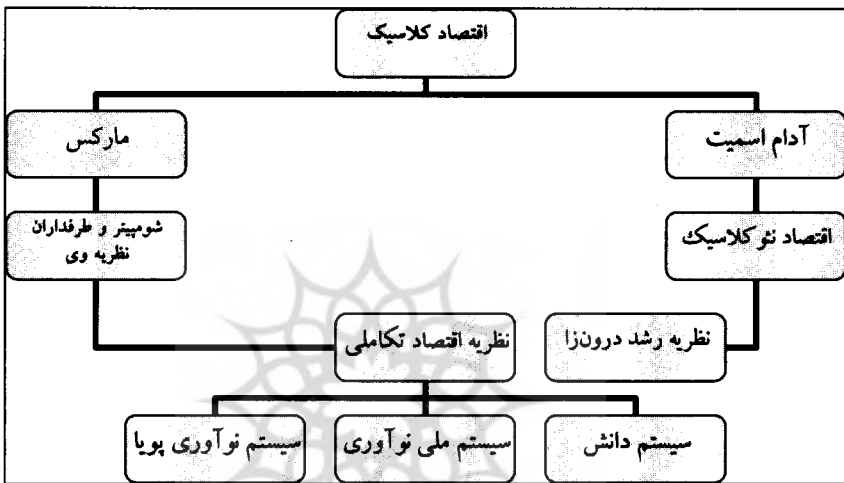 اقتصاد کلاسیک
آدام اسمیت
مارکس
اقتصاد نئوکلاسیک
شومپیتر و طرفداران
نظریه وی
نظریه رشد درون‌زا
نظریه اقتصاد تکاملی
سیستم دانش
سیستم ملی نوآوری
سیستم نوآوری پویا